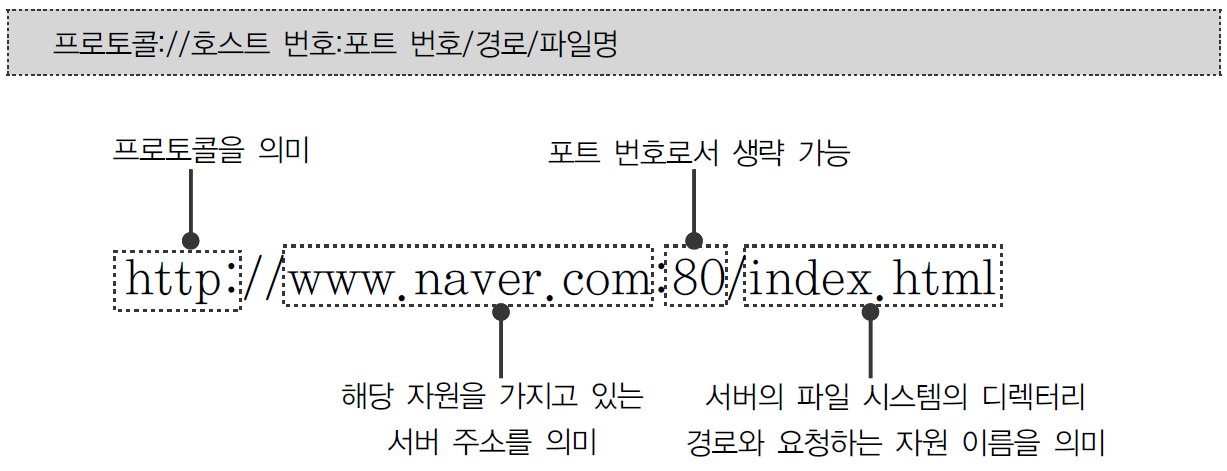 프로토콜://호스트 번호:포트 번호/경로/파일명
프로토콜을 의미
포트 번호로서 생략 가능
http://www.naver.com:80/index.html
해당 자원을 가지고 있는
서버 주소를 의미
서버의 파일 시스템의 디렉터리
경로와 요청하는 자원 이름을 의미